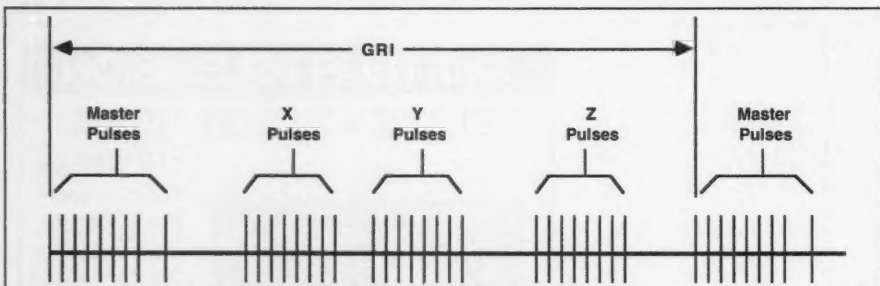 GRI
Master
Pulses
X
Pulses
Y
Pulses
Z
Pulses
Master
Pulses